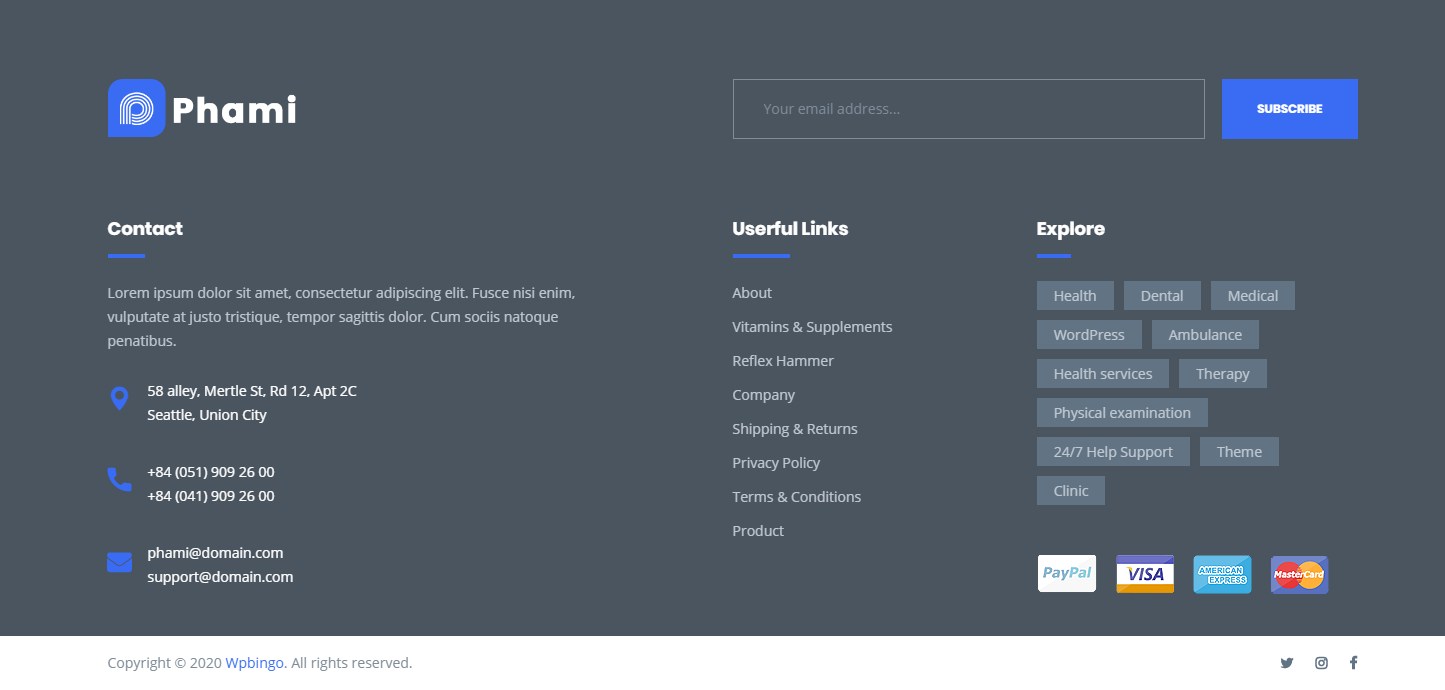 Phami
Your email address...
SUBSCRIBE
Contact
Lorem ipsum dolor sit amet, consectetur adipiscing elit. Fusce nisi enim,
vulputate at justo tristique, tempor sagittis dolor. Cum sociis natoque
penatibus.
58 alley, Mertle St, Rd 12, Apt 2C
Seattle, Union City
+84 (051) 909 26 00
+84 (041) 909 26 00
phami@domain.com
support@domain.com
Userful Links
About
Vitamins & Supplements
Reflex Hammer
Company
Shipping & Returns
Privacy Policy
Terms & Conditions
Product
Explore
Health Dental Medical
WordPress Ambulance
Health services Therapy
Physical examination
24/7 Help Support Theme
Clinic
PayPal VISA AMERICAN EXPRESS MasterCard
Copyright © 2020 Wpbingo. All rights reserved.